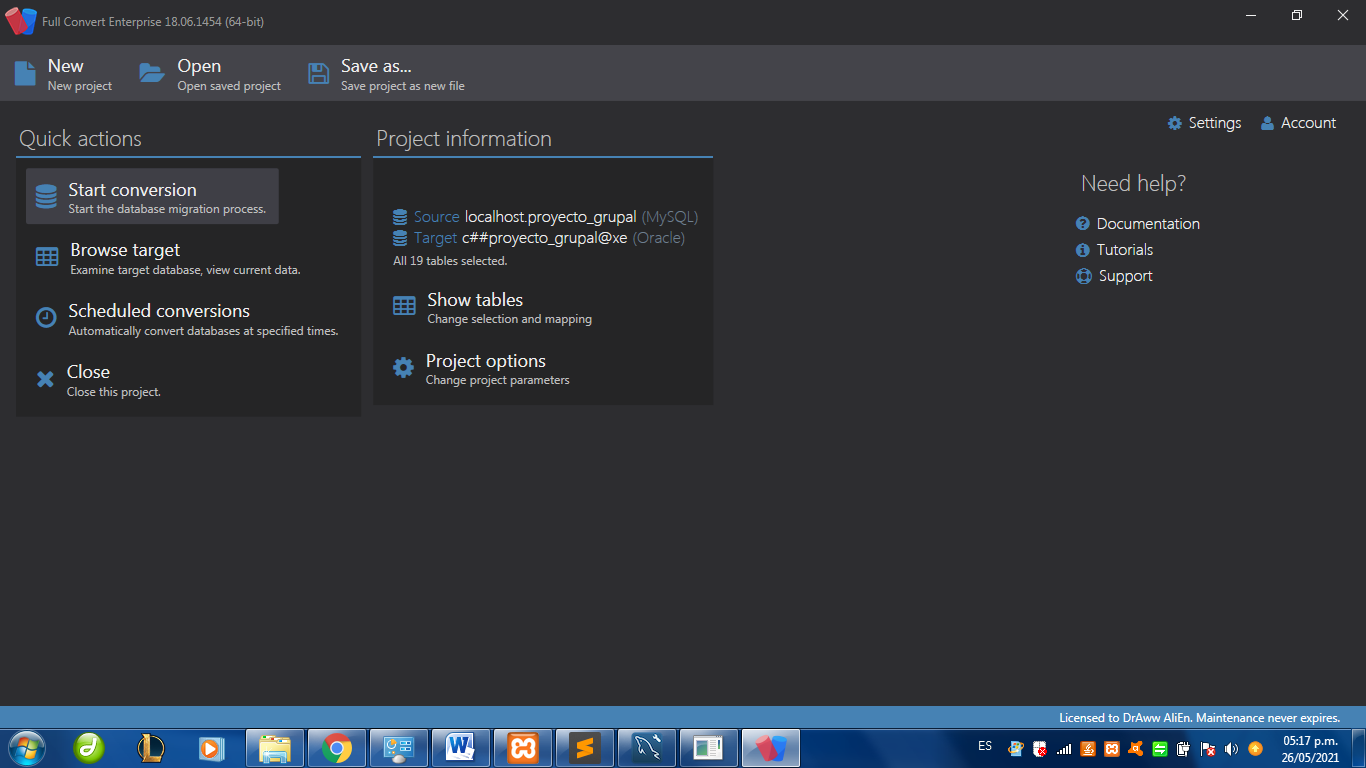 Full Convert Enterprise 18.06.1454 (64-bit)
New
New project
Open
Open saved project
Save as...
Save project as new file
Settings
Account
Quick actions
Start conversion
Start the database migration process.
Browse target
Examine target database, view current data.
Scheduled conversions
Automatically convert databases at specified times.
Close
Close this project.
Project information
Source localhost.proyecto_grupal (MySQL)
Target c##proyecto_grupal@xe (Oracle)
All 19 tables selected.
Show tables
Change selection and mapping
Project options
Change project parameters
Need help?
Documentation
Tutorials
Support
Licensed to DrAww AliEn. Maintenance never expires.
ES
05:17 p.m.
26/05/2021